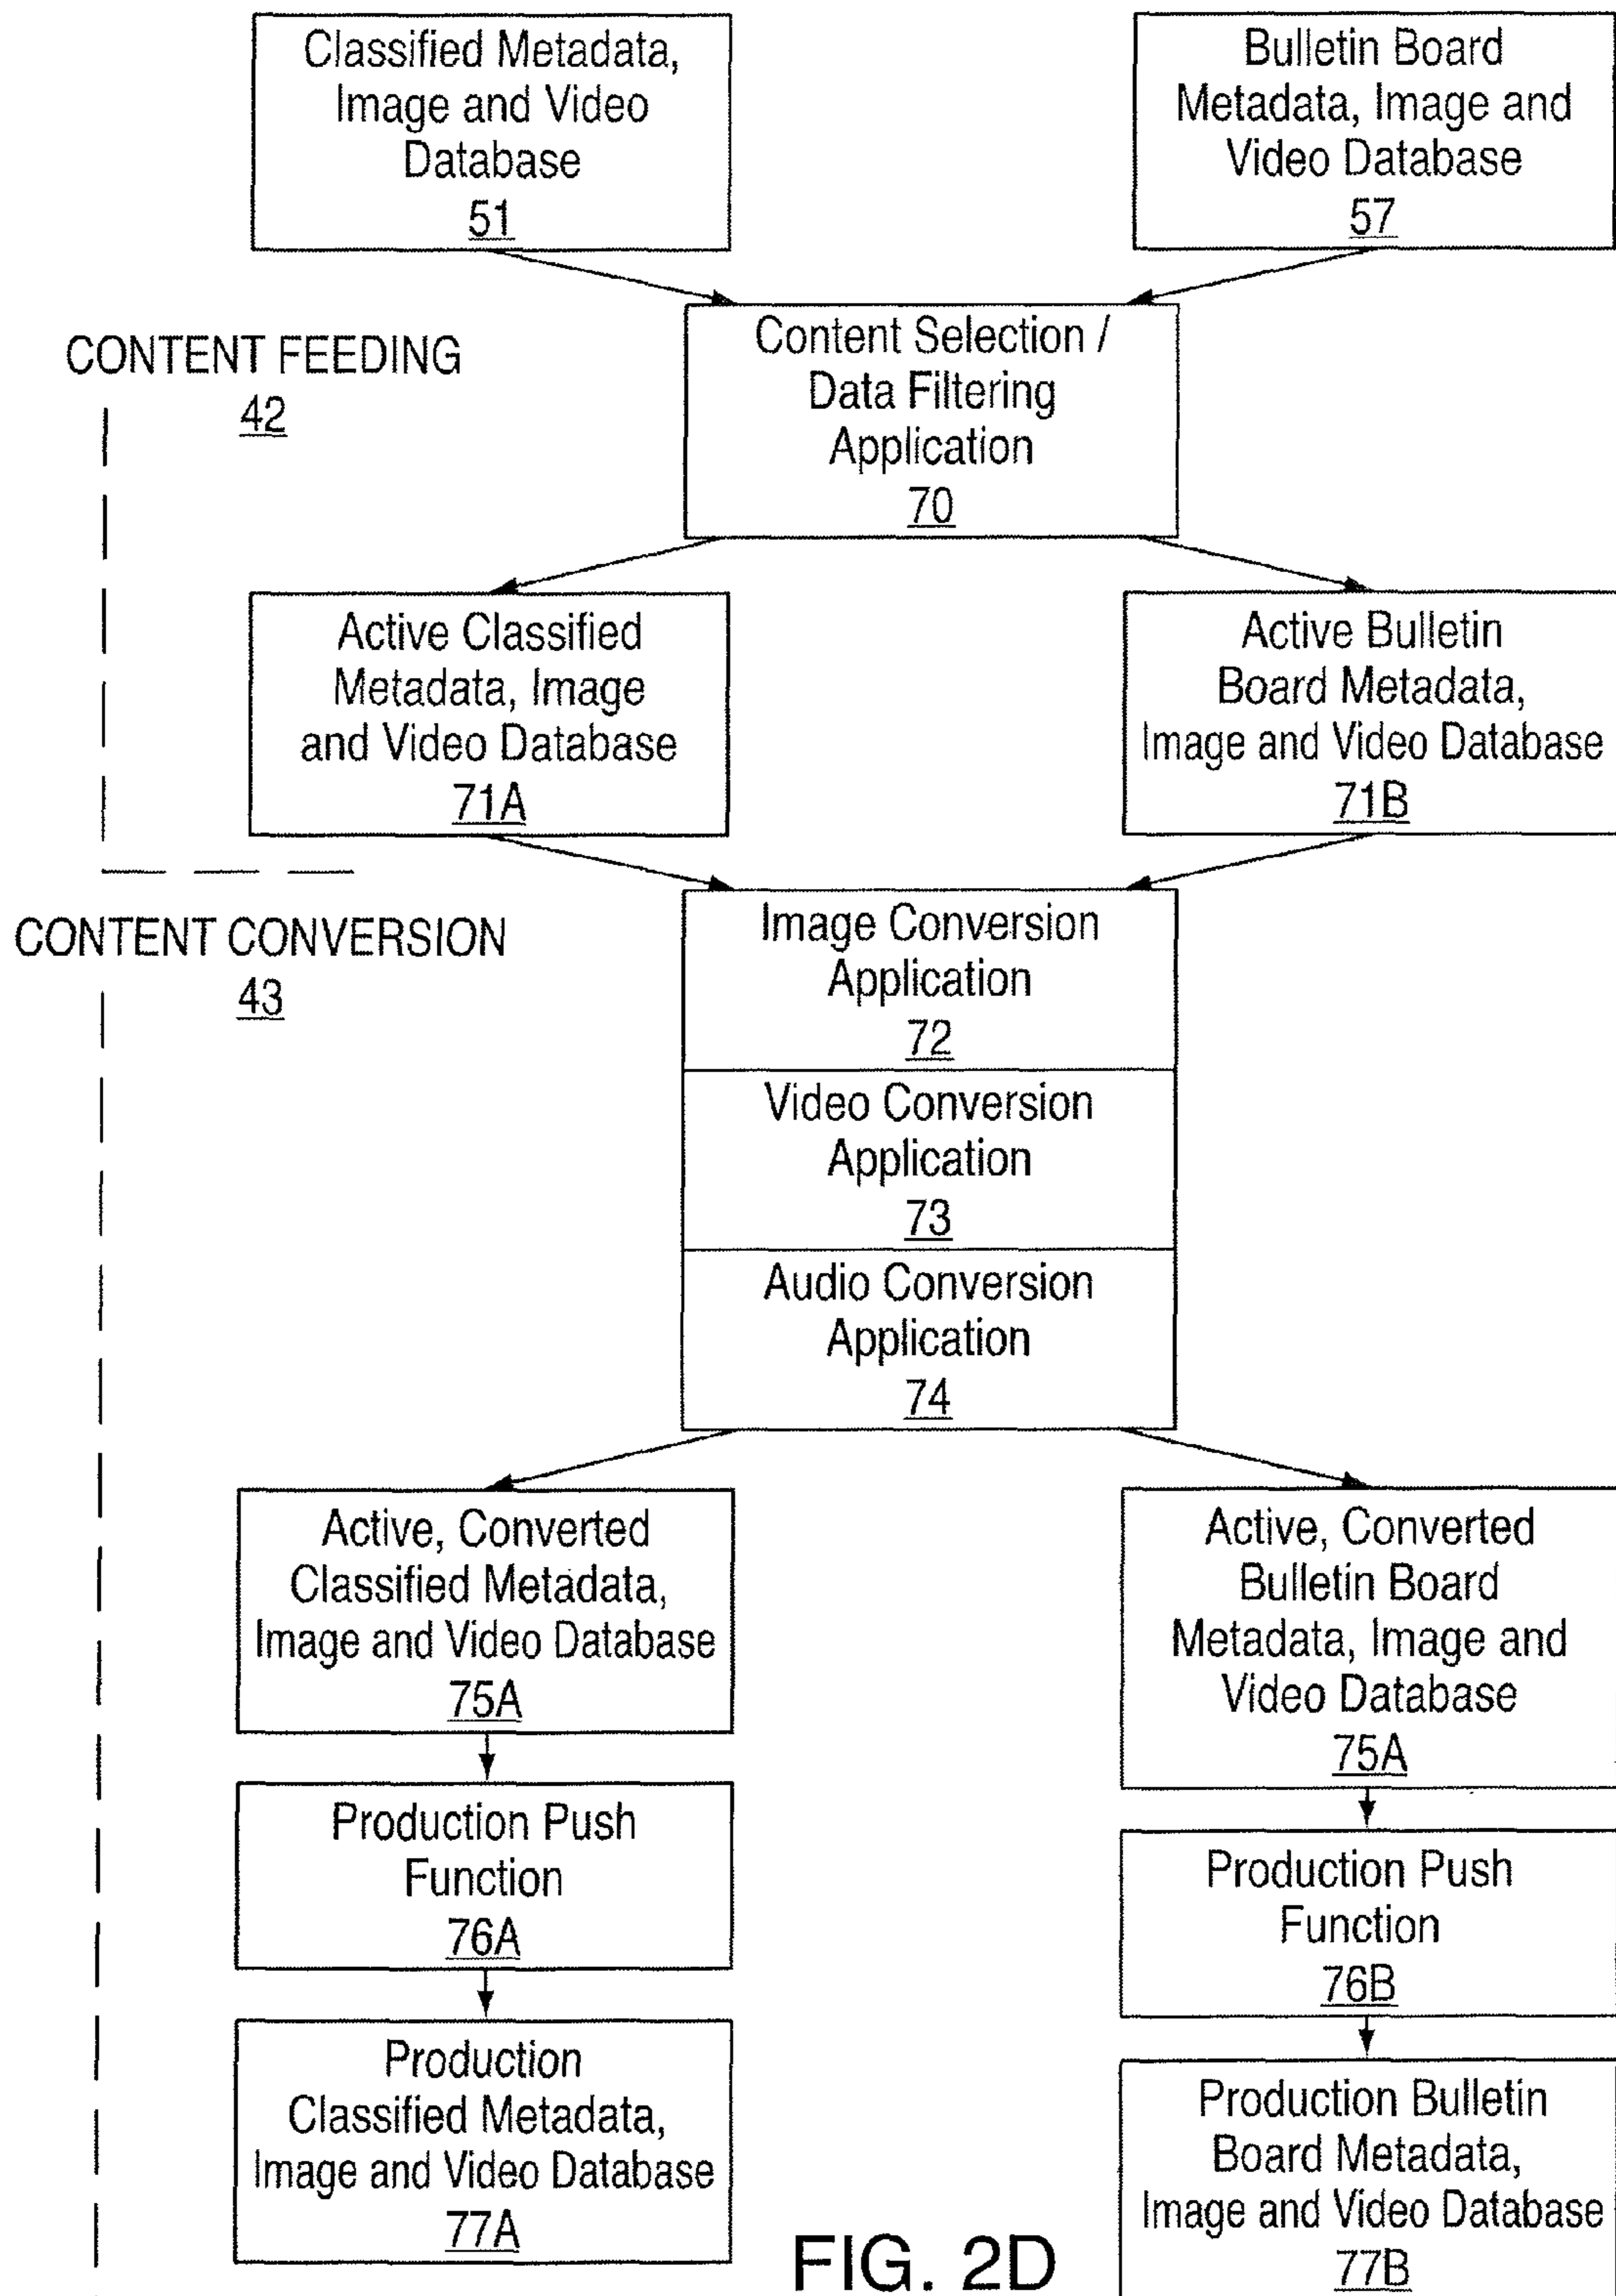 Classified Metadata,
Image and Video
Database
51
Bulletin Board
Metadata, Image and
Video Database
57
CONTENT FEEDING
42
Content Selection /
Data Filtering
Application
70
Active Classified
Metadata, Image
and Video Database
71A
Active Bulletin
Board Metadata,
Image and Video Database
71B
CONTENT CONVERSION
43
Image Conversion
Application
72
Video Conversion
Application
73
Audio Conversion
Application
74
Active, Converted
Classified Metadata,
Image and Video Database
75A
Active, Converted
Bulletin Board
Metadata, Image and
Video Database
75A
Production Push
Function
76A
Production Push
Function
76B
Production
Classified Metadata,
Image and Video Database
77A
Production Bulletin
Board Metadata,
Image and Video Database
77B
FIG. 2D